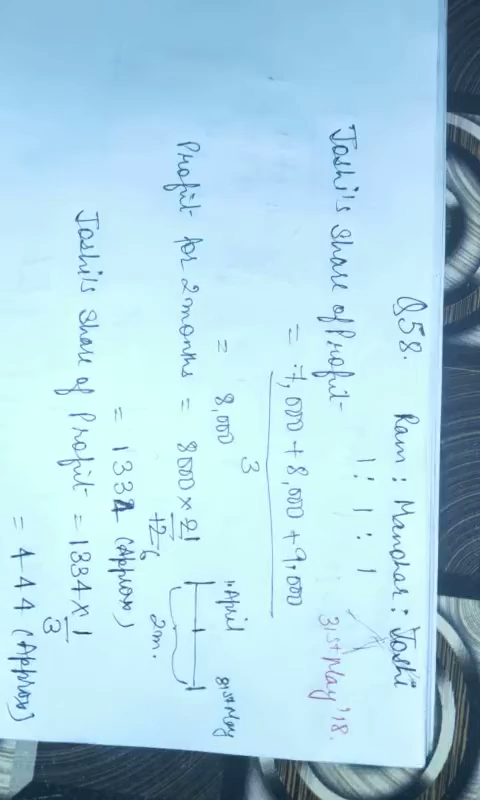 Q58. Ram : Manohar : Joshi
1 : 1 : 1
31st May '18.
Joshi's Share of Profit
= 7,000 + 8,000 + 9,000
3
= 8,000
1 April 31st May
2m.
Profit for 2 months = 8000 × 2 1
12 6
= 1334 (Approx)
Joshi's Share of Profit = 1334 × 1
3
= 444 (Approx)